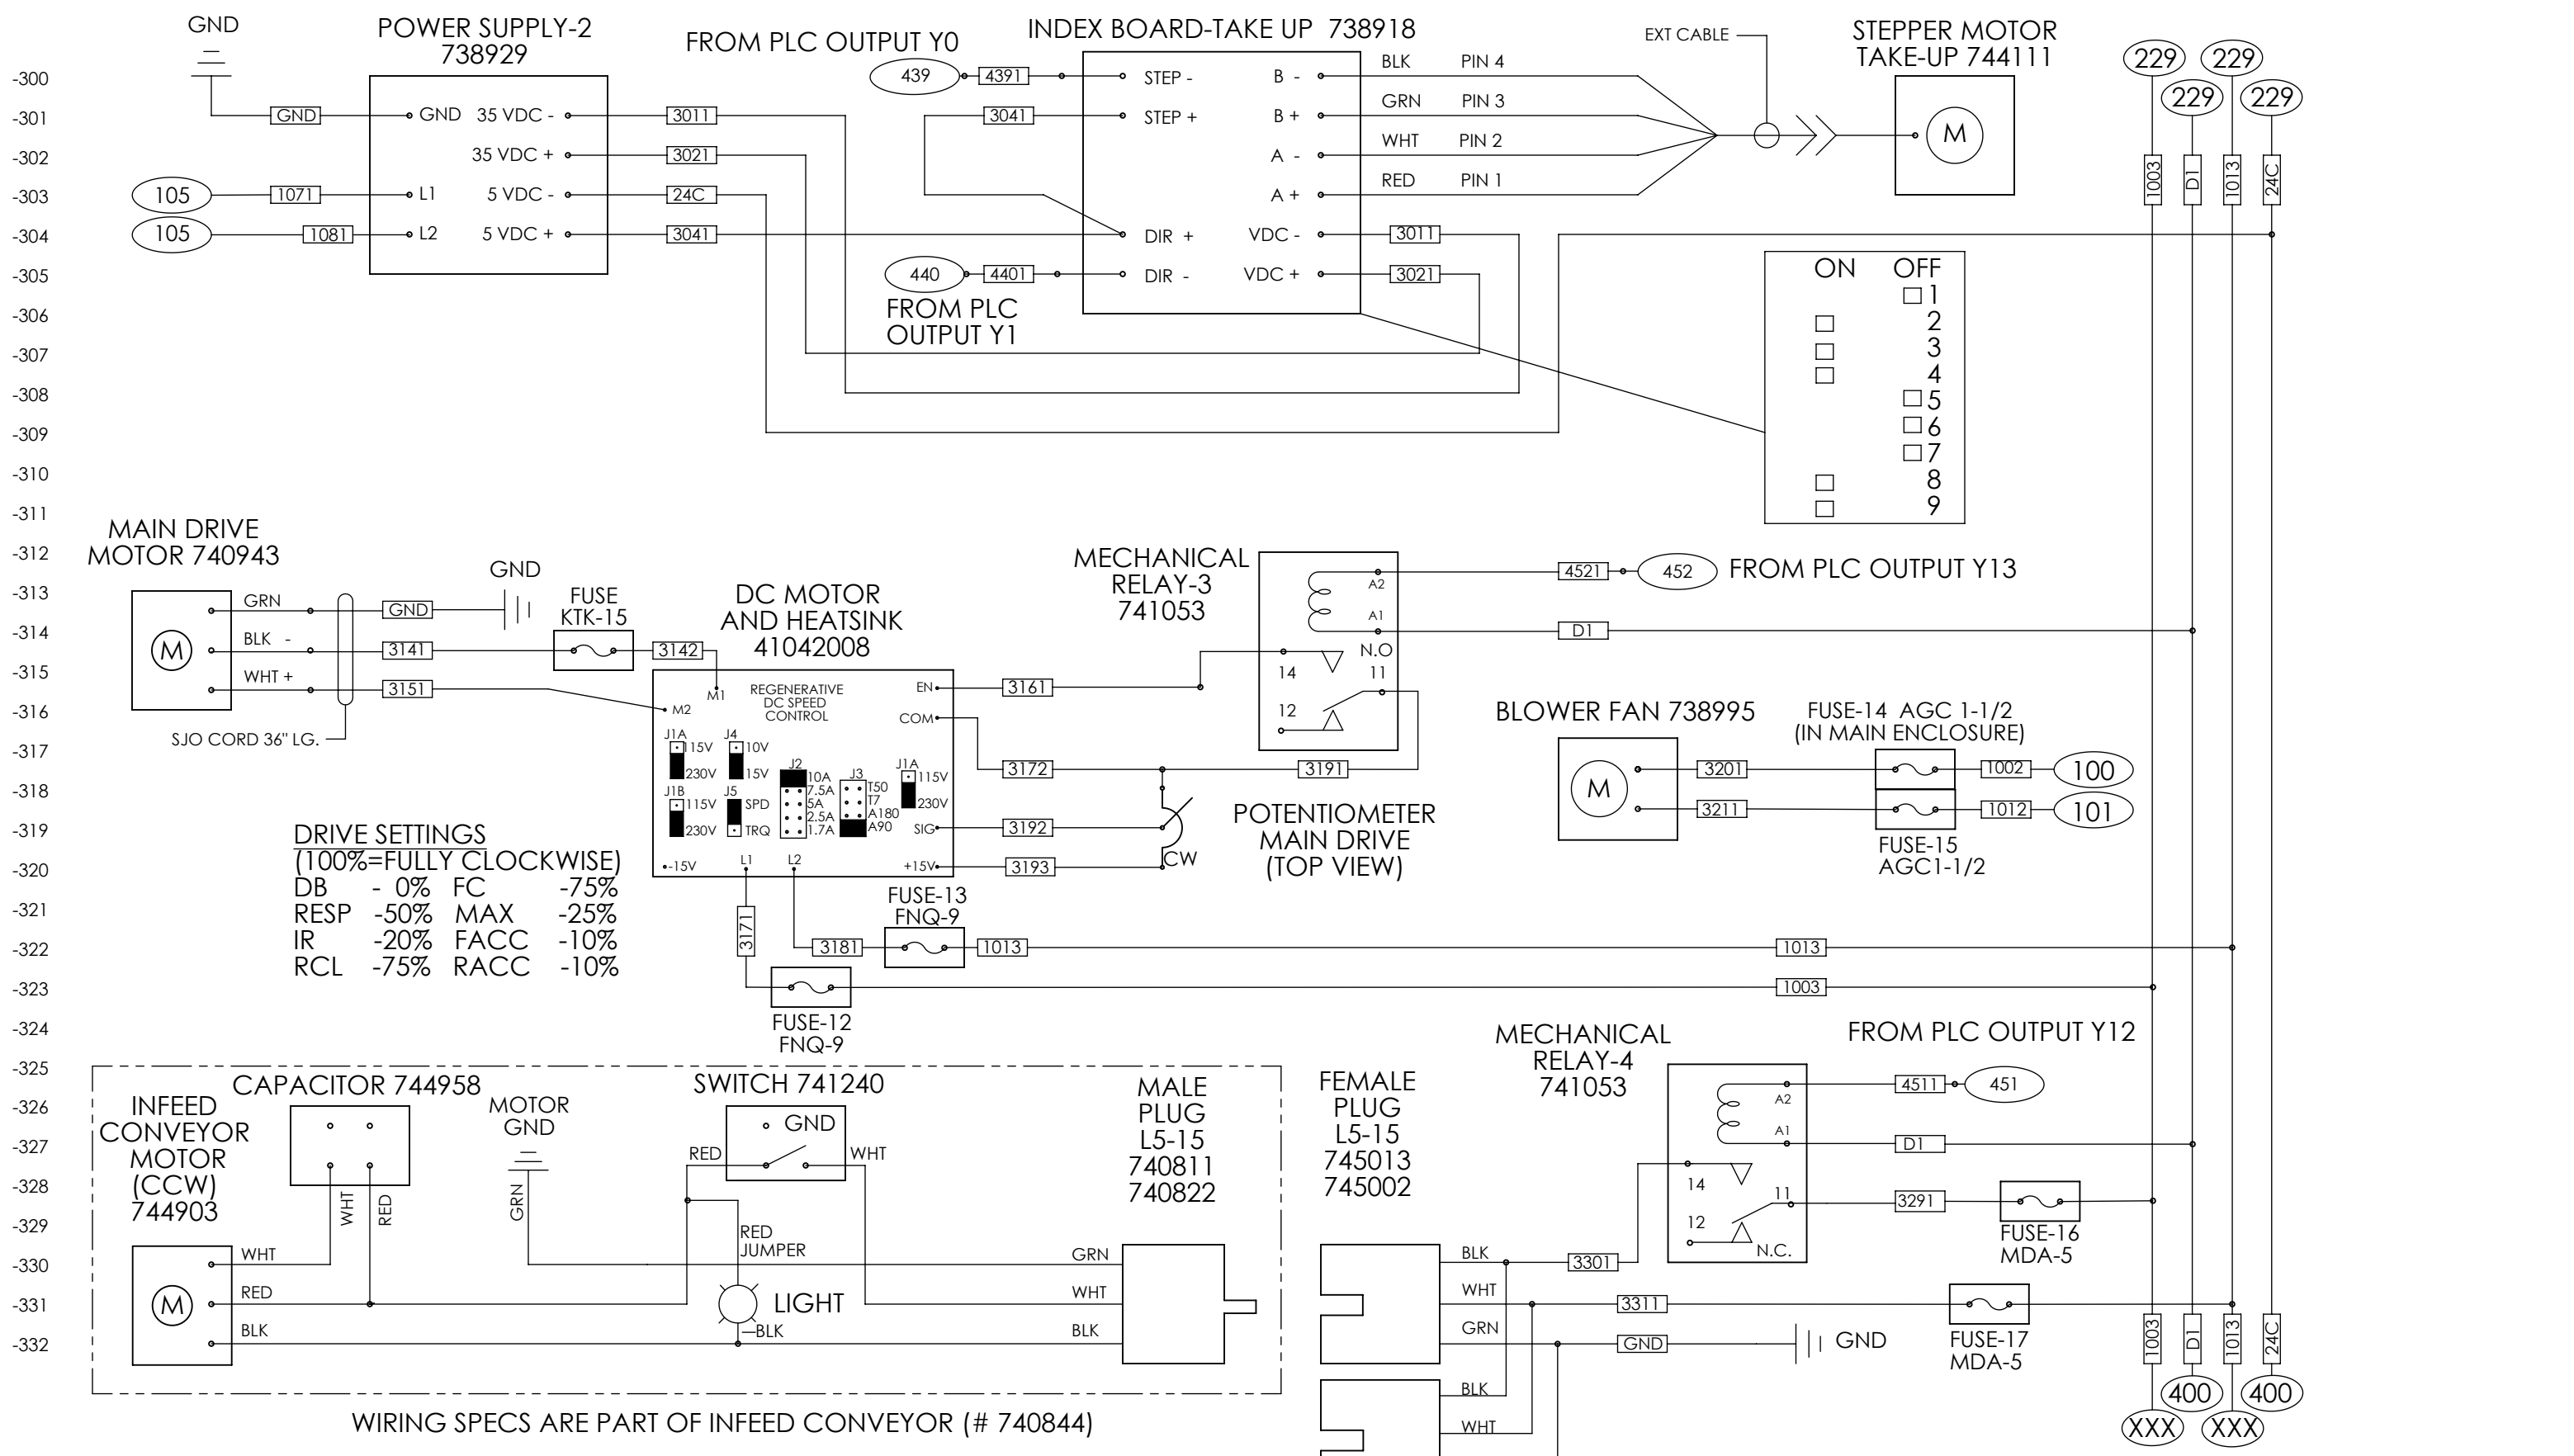 GND
POWER SUPPLY-2
738929
FROM PLC OUTPUT Y0
INDEX BOARD-TAKE UP 738918
EXT CABLE
STEPPER MOTOR
TAKE-UP 744111
229
229
229
229
-300
-301
-302
-303
-304
-305
-306
-307
-308
-309
-310
-311
-312
-313
-314
-315
-316
-317
-318
-319
-320
-321
-322
-323
-324
-325
-326
-327
-328
-329
-330
-331
-332
GND
GND 35 VDC -
35 VDC +
L1 5 VDC -
L2 5 VDC +
105
1071
105
1081
3011
3021
24C
3041
439
4391
3041
440
4401
FROM PLC
OUTPUT Y1
STEP - B -
STEP + B +
A -
A +
DIR + VDC -
DIR - VDC +
BLK PIN 4
GRN PIN 3
WHT PIN 2
RED PIN 1
3011
3021
M
1003
D1
1013
24C
ON OFF
1
2
3
4
5
6
7
8
9
MAIN DRIVE
MOTOR 740943
M
GRN
BLK -
WHT +
GND
3141
3151
GND
SJO CORD 36" LG.
FUSE
KTK-15
3142
DC MOTOR
AND HEATSINK
41042008
M1
M2
REGENERATIVE
DC SPEED
CONTROL
EN
COM
SIG
+15V
-15V
L1
L2
J1A
115V
230V
J4
10V
15V
J1B
115V
230V
J5
SPD
TRQ
J2
10A
7.5A
5A
2.5A
1.7A
J3
T50
T7
A180
A90
J1A
115V
230V
3161
3172
3191
3192
3193
MECHANICAL
RELAY-3
741053
A2
A1
N.O
14
11
12
4521
452
FROM PLC OUTPUT Y13
D1
CW
POTENTIOMETER
MAIN DRIVE
(TOP VIEW)
BLOWER FAN 738995
M
3201
3211
FUSE-14 AGC 1-1/2
(IN MAIN ENCLOSURE)
1002
100
1012
101
FUSE-15
AGC1-1/2
DRIVE SETTINGS
(100%=FULLY CLOCKWISE)
DB - 0% FC -75%
RESP -50% MAX -25%
IR -20% FACC -10%
RCL -75% RACC -10%
3171
3181
FUSE-13
FNQ-9
1013
1013
1003
FUSE-12
FNQ-9
MECHANICAL
RELAY-4
741053
FROM PLC OUTPUT Y12
A2
A1
14
11
12
N.C.
4511
451
D1
3291
FUSE-16
MDA-5
CAPACITOR 744958
INFEED
CONVEYOR
MOTOR
(CCW)
744903
M
WHT
RED
BLK
WHT
RED
MOTOR
GND
GRN
SWITCH 741240
GND
RED
WHT
RED
JUMPER
LIGHT
BLK
MALE
PLUG
L5-15
740811
740822
GRN
WHT
BLK
FEMALE
PLUG
L5-15
745013
745002
BLK
WHT
GRN
BLK
WHT
3301
3311
GND
GND
FUSE-17
MDA-5
1003
D1
1013
24C
400
400
XXX
XXX
WIRING SPECS ARE PART OF INFEED CONVEYOR (# 740844)